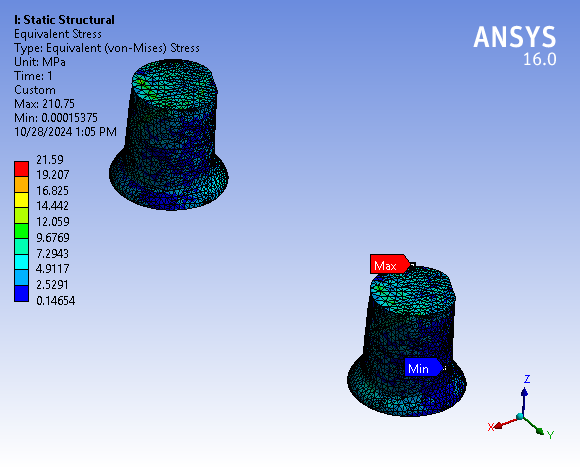 I: Static Structural
Equivalent Stress
Type: Equivalent (von-Mises) Stress
Unit: MPa
Time: 1
Custom
Max: 210.75
Min: 0.00015375
10/28/2024 1:05 PM
ANSYS
16.0
21.59
19.207
16.825
14.442
12.059
9.6769
7.2943
4.9117
2.5291
0.14654
Max
Min
Z
X
Y